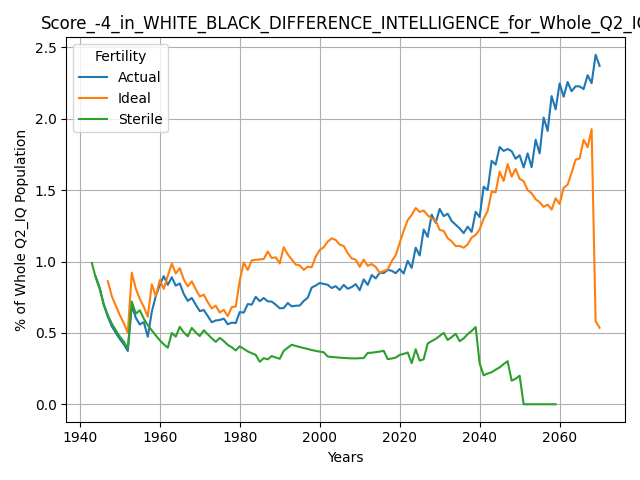 Score_-4_in_WHITE_BLACK_DIFFERENCE_INTELLIGENCE_for_Whole_Q2_IQ
2.5
2.0
1.5
1.0
0.5
0.0
% of Whole Q2_IQ Population
Fertility
Actual
Ideal
Sterile
1940
1960
1980
2000
2020
2040
2060
Years